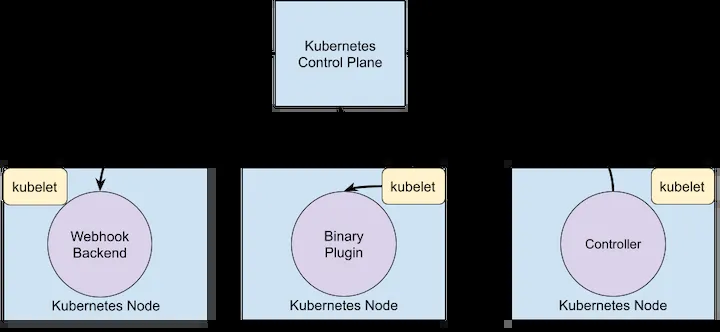 Kubernetes
Control Plane
kubelet
Webhook
Backend
Kubernetes Node
kubelet
Binary
Plugin
Kubernetes Node
kubelet
Controller
Kubernetes Node